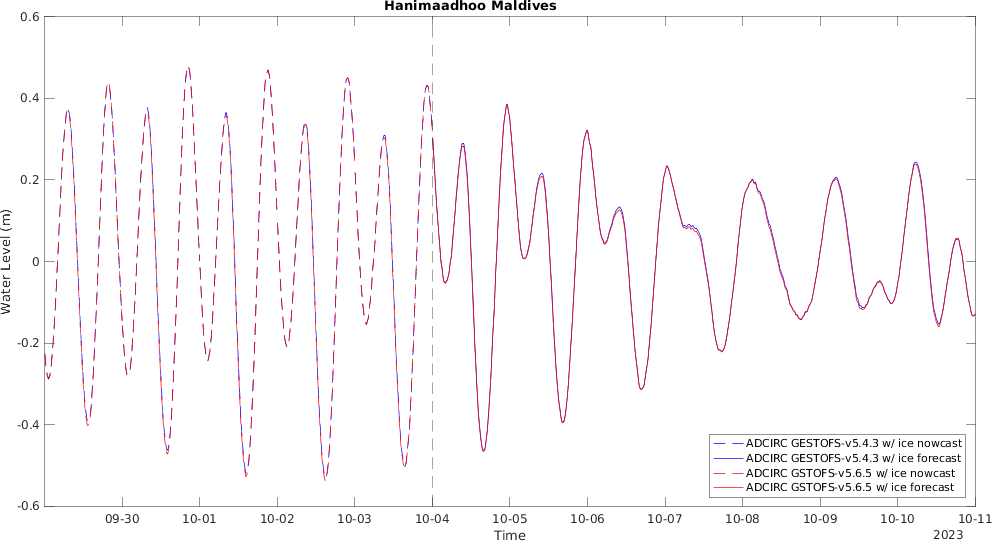 Hanimaadhoo Maldives
0.6
0.4
0.2
0
-0.2
-0.4
-0.6
Water Level (m)
09-30 10-01 10-02 10-03 10-04 10-05 10-06 10-07 10-08 10-09 10-10 10-11
Time
2023
ADCIRC GESTOFS-v5.4.3 w/ ice nowcast
ADCIRC GESTOFS-v5.4.3 w/ ice forecast
ADCIRC GSTOFS-v5.6.5 w/ ice nowcast
ADCIRC GSTOFS-v5.6.5 w/ ice forecast